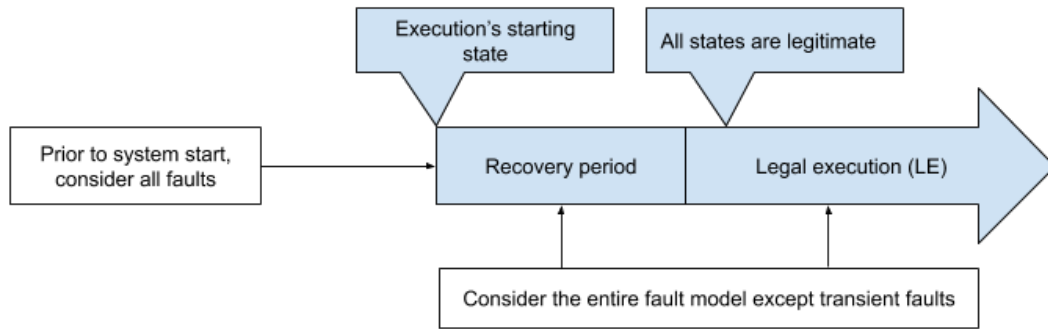 Execution's starting
state
All states are legitimate
Prior to system start,
consider all faults
Recovery period
Legal execution (LE)
Consider the entire fault model except transient faults